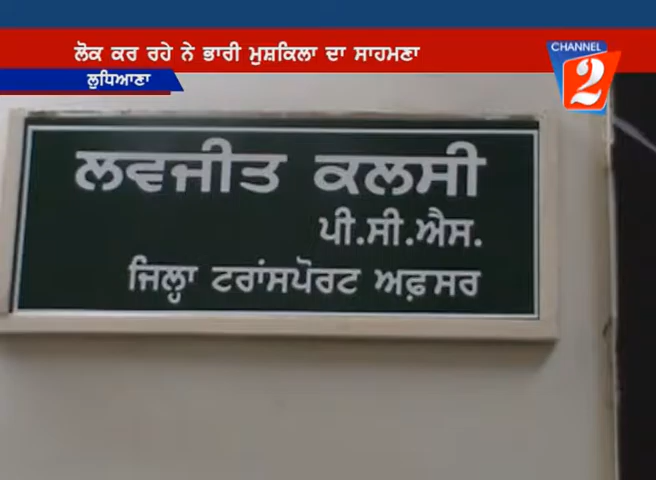 ਲੋਕ ਕਰ ਰਹੇ ਨੇ ਭਾਰੀ ਮੁਸ਼ਕਿਲਾ ਦਾ ਸਾਹਮਣਾ
ਲੁਧਿਆਣਾ
CHANNEL
2
ਲਵਜੀਤ ਕਲਸੀ
ਪੀ.ਸੀ.ਐਸ.
ਜਿਲ੍ਹਾ ਟਰਾਂਸਪੋਰਟ ਅਫ਼ਸਰ